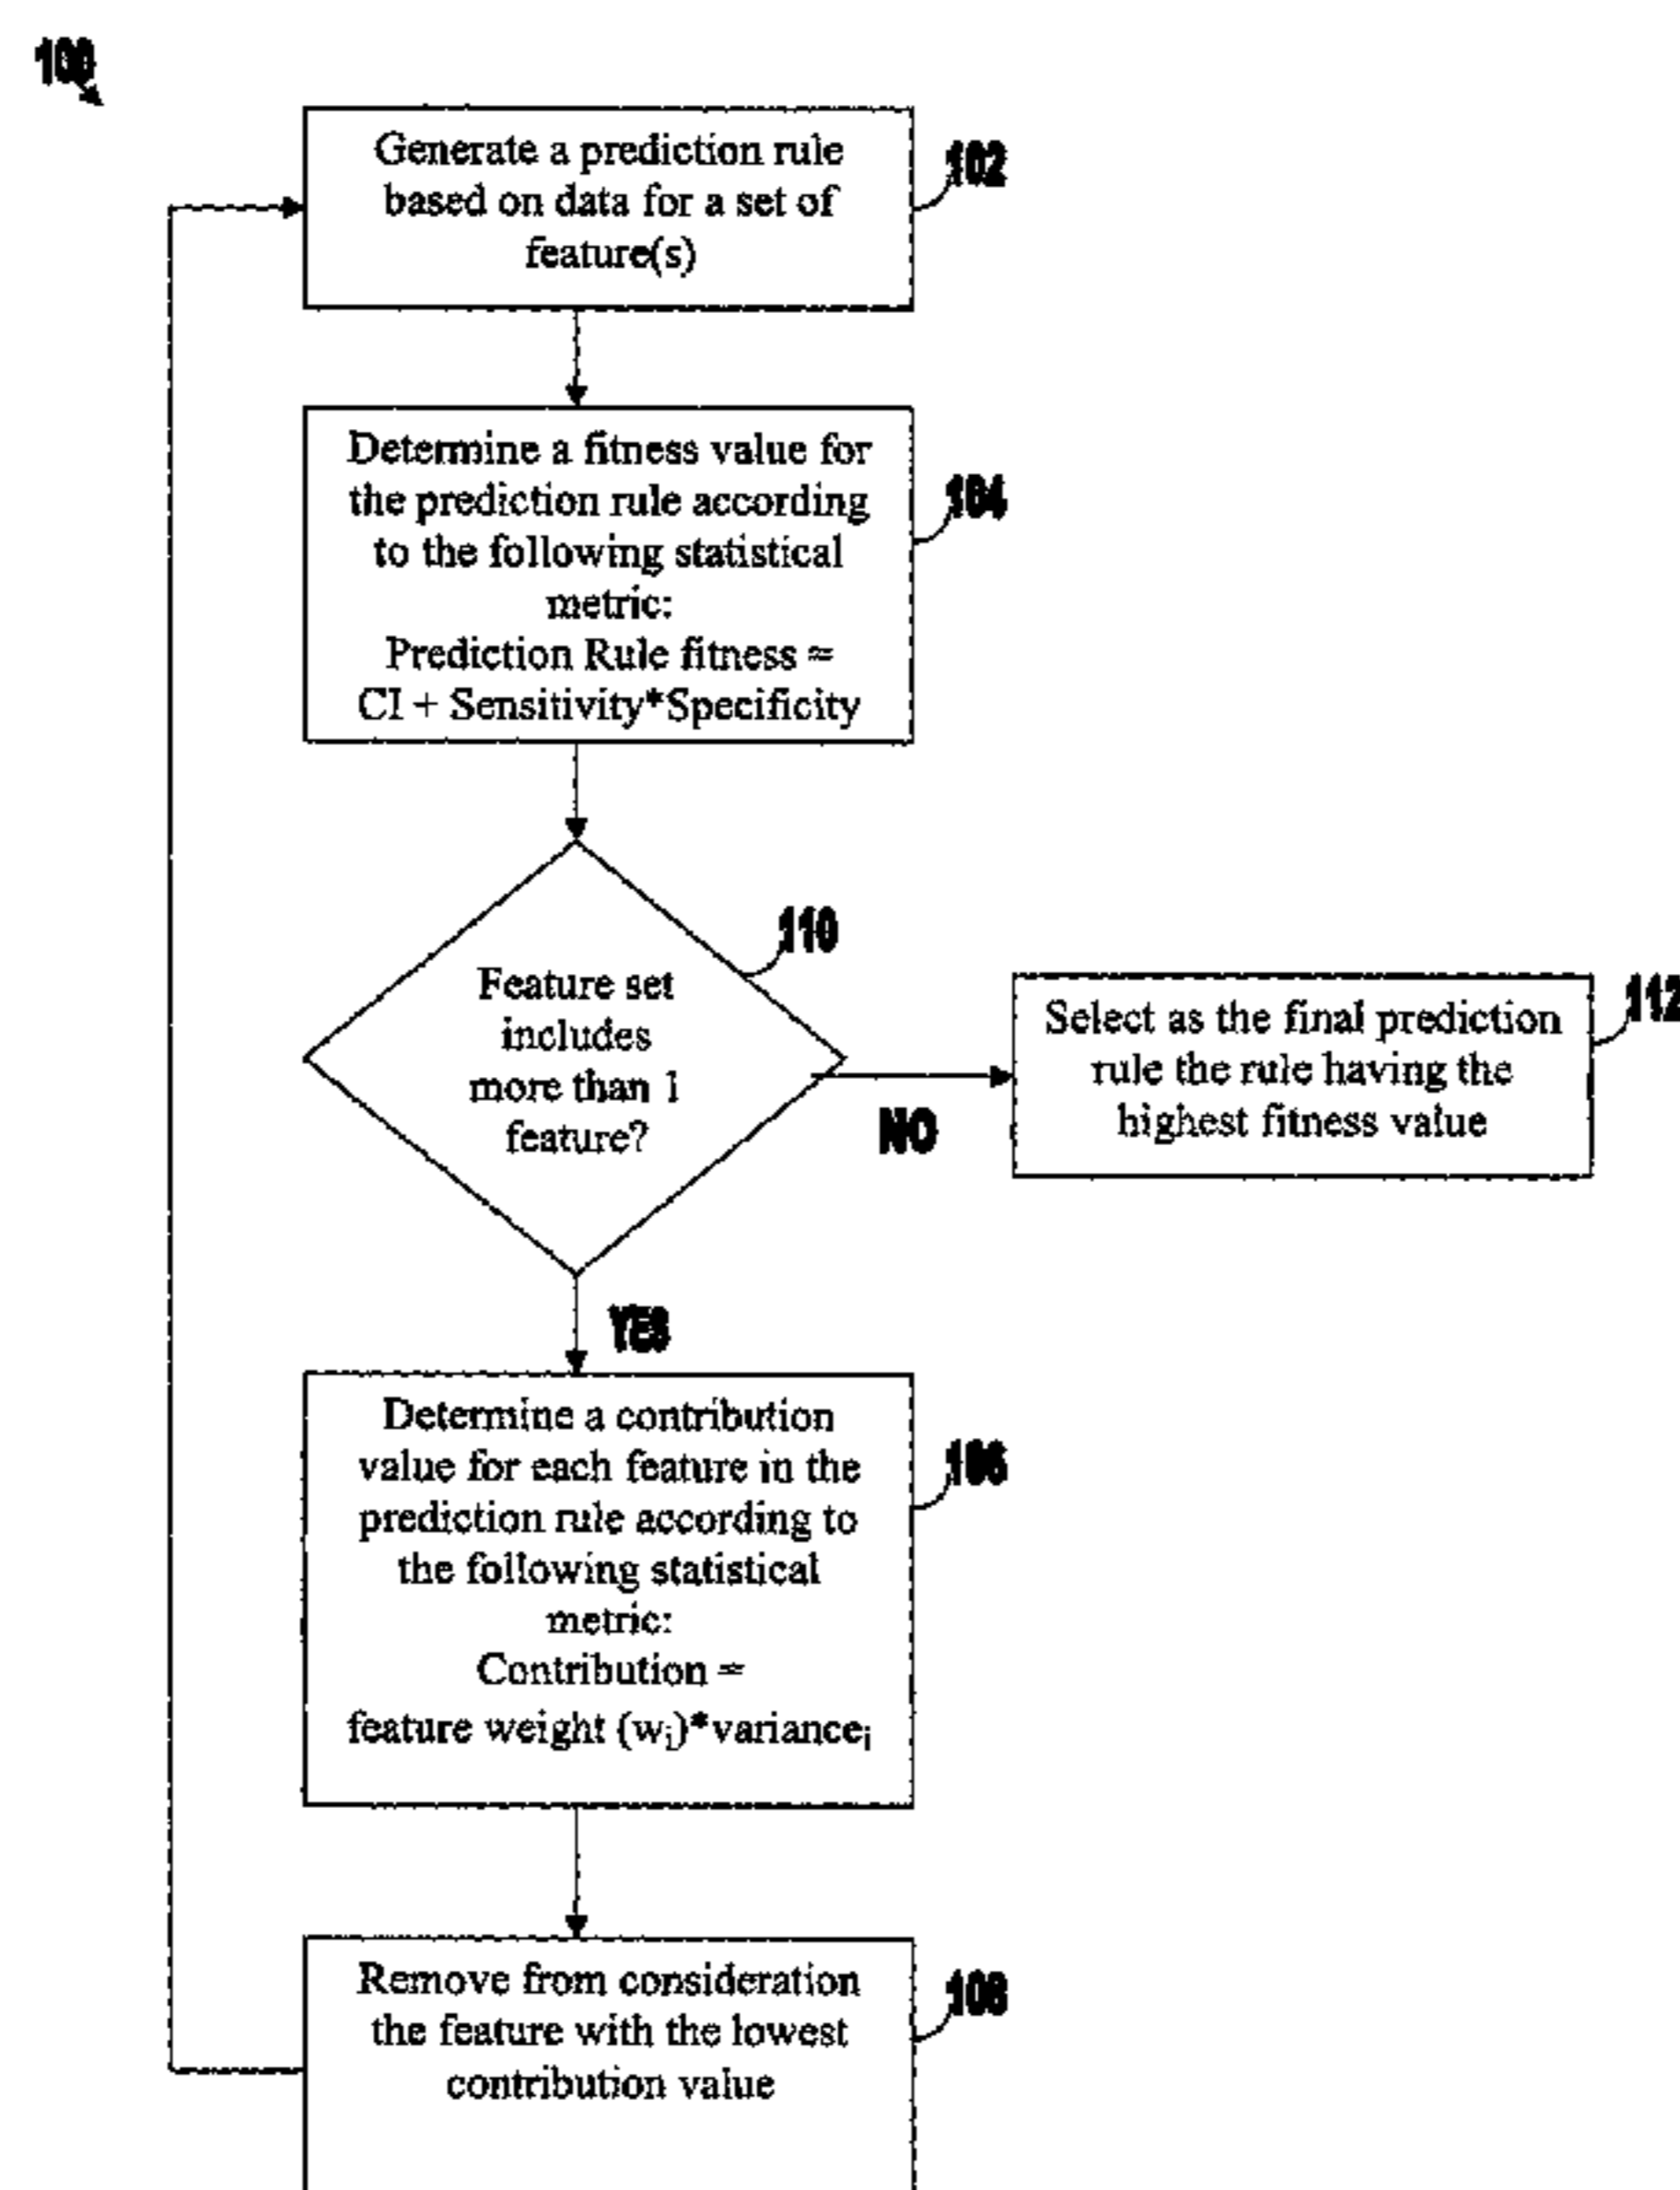 100
Generate a prediction rule
based on data for a set of
feature(s)
102
Determine a fitness value for
the prediction rule according
to the following statistical
metric:
Prediction Rule fitness =
CI + Sensitivity*Specificity
104
Feature set
includes
more than 1
feature?
110
NO
Select as the final prediction
rule the rule having the
highest fitness value
112
YES
Determine a contribution
value for each feature in the
prediction rule according to
the following statistical
metric:
Contribution =
feature weight (wi)*variancei
106
Remove from consideration
the feature with the lowest
contribution value
108